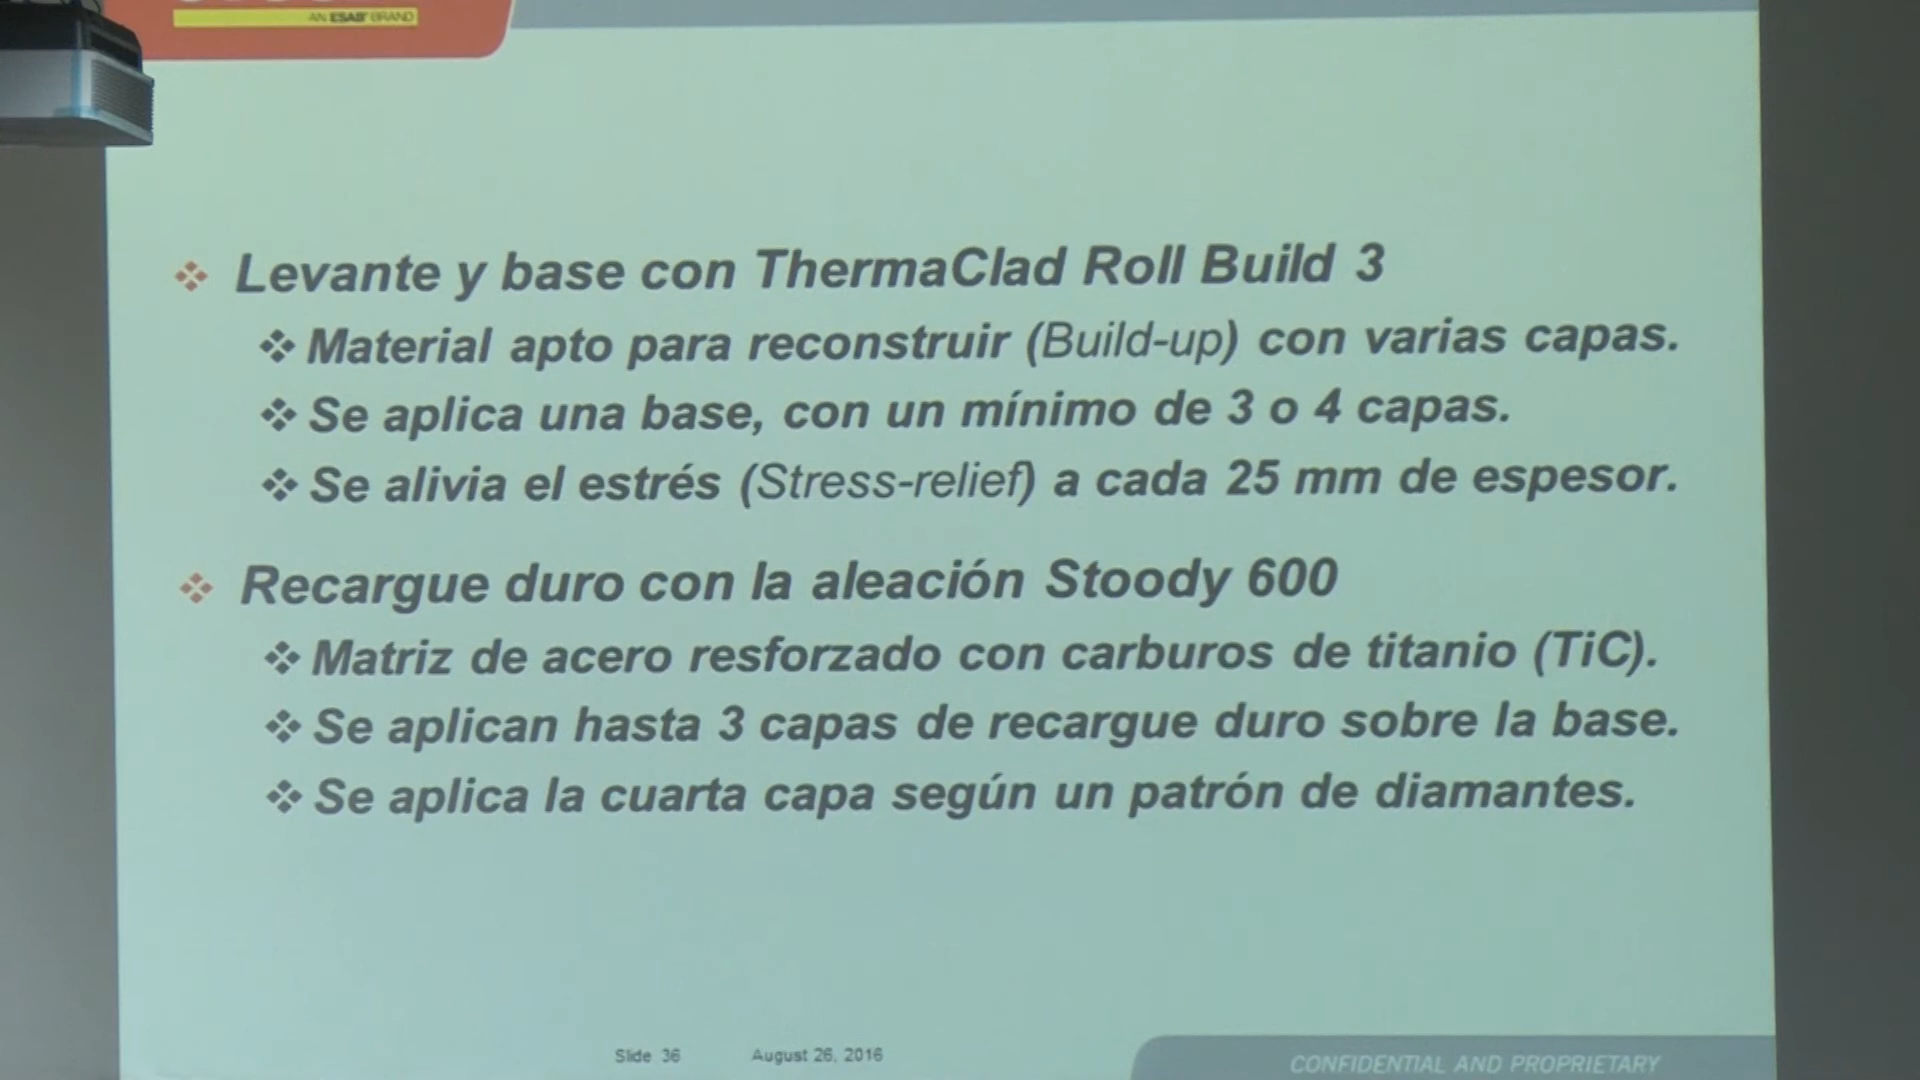 AN ESAB BRAND
Levante y base con ThermaClad Roll Build 3
Material apto para reconstruir (Build-up) con varias capas.
Se aplica una base, con un mínimo de 3 o 4 capas.
Se alivia el estrés (Stress-relief) a cada 25 mm de espesor.
Recargue duro con la aleación Stoody 600
Matriz de acero resforzado con carburos de titanio (TiC).
Se aplican hasta 3 capas de recargue duro sobre la base.
Se aplica la cuarta capa según un patrón de diamantes.
Slide 36 August 26, 2016
CONFIDENTIAL AND PROPRIETARY